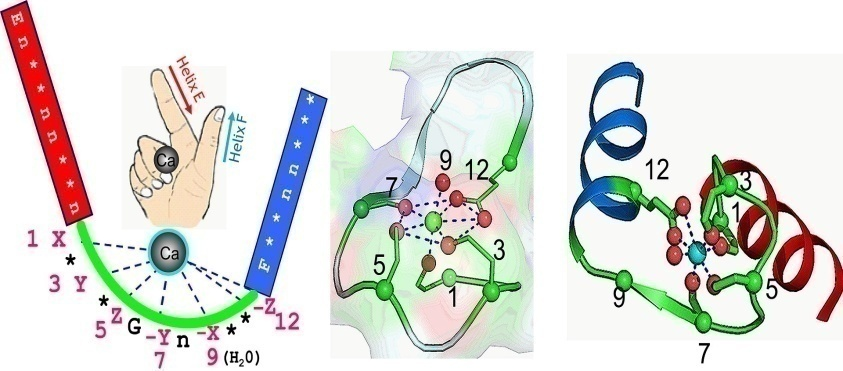 E n * * n n * * n
Helix E
Helix F
Ca
E * * n n * * *
Ca
1 X
*
3 Y
*
5 Z
G
-Y
7
n
-X
9 (H₂0)
* *
-Z
12
9
12
7
5
3
1
12
3
1
5
9
7